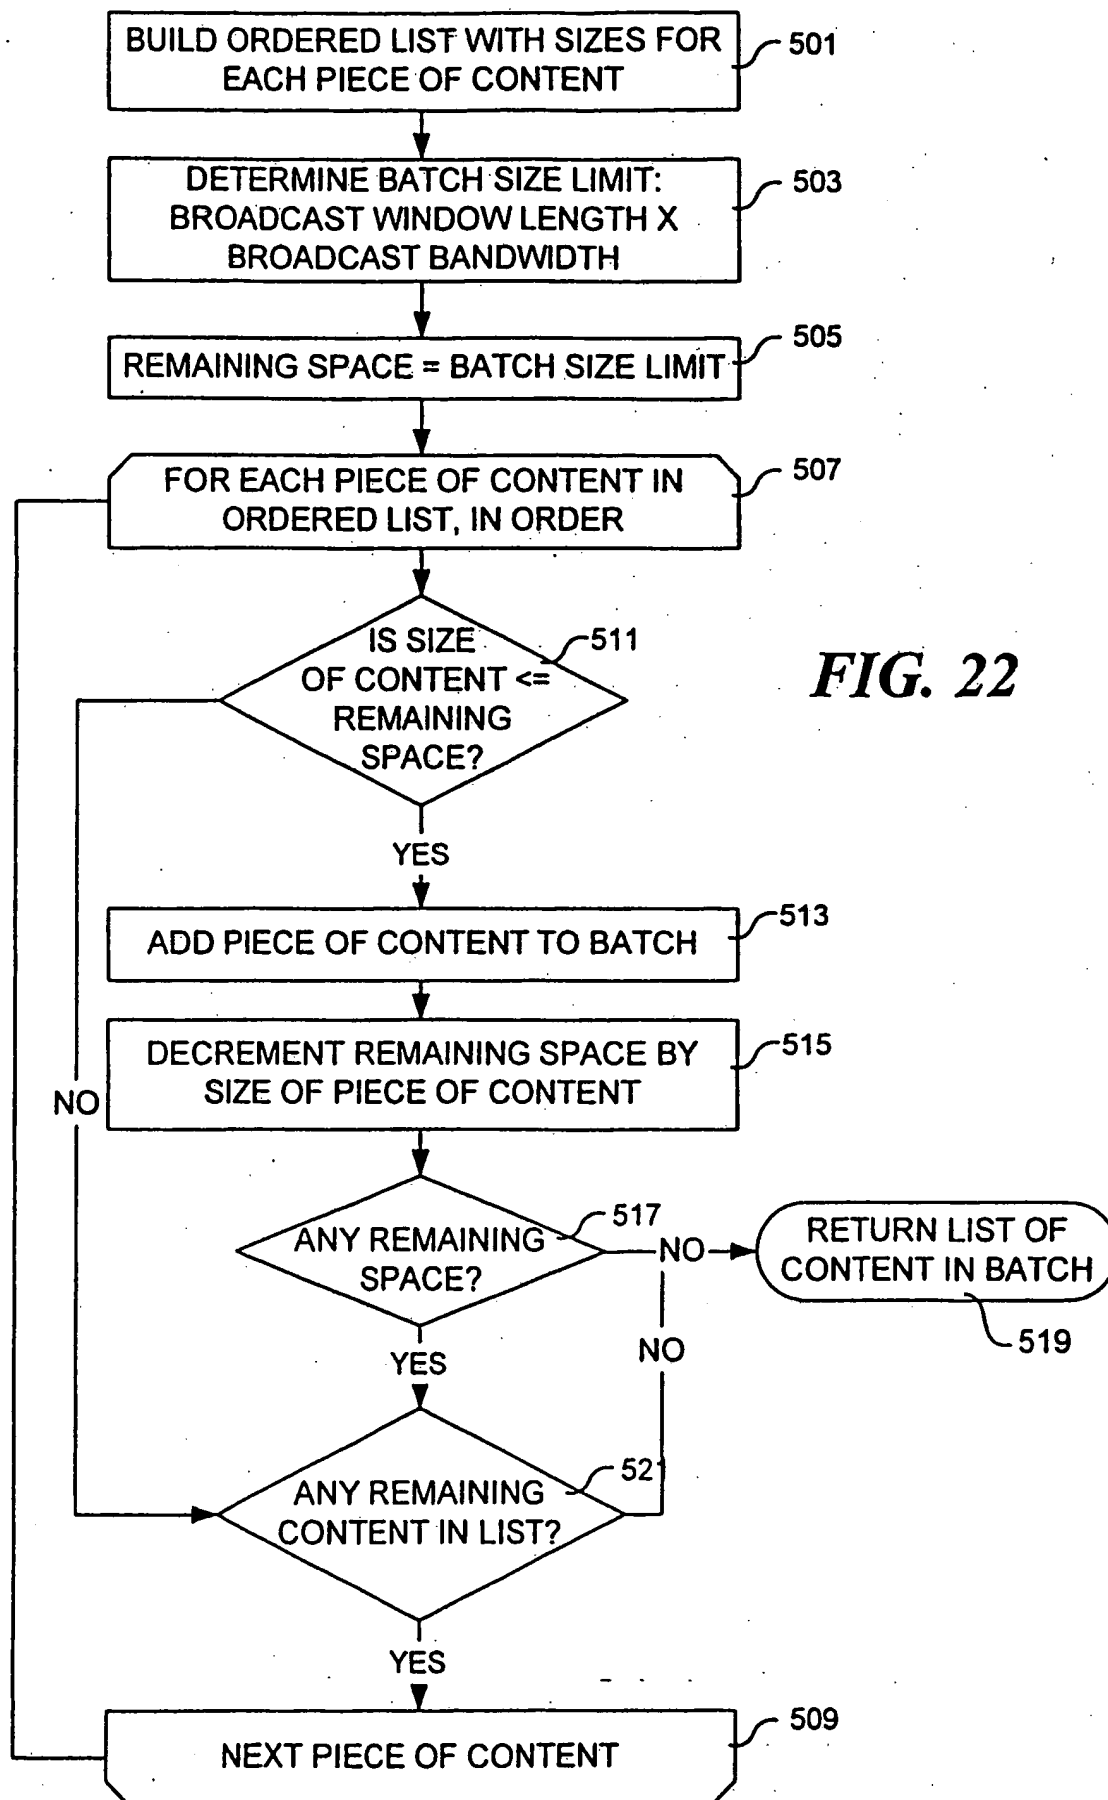 BUILD ORDERED LIST WITH SIZES FOR
EACH PIECE OF CONTENT
501
DETERMINE BATCH SIZE LIMIT:
BROADCAST WINDOW LENGTH X
BROADCAST BANDWIDTH
503
REMAINING SPACE = BATCH SIZE LIMIT
505
FOR EACH PIECE OF CONTENT IN
ORDERED LIST, IN ORDER
507
IS SIZE
OF CONTENT <=
REMAINING
SPACE?
511
FIG. 22
YES
ADD PIECE OF CONTENT TO BATCH
513
DECREMENT REMAINING SPACE BY
SIZE OF PIECE OF CONTENT
515
NO
ANY REMAINING
SPACE?
517
NO
RETURN LIST OF
CONTENT IN BATCH
519
YES
NO
ANY REMAINING
CONTENT IN LIST?
52
YES
NEXT PIECE OF CONTENT
509